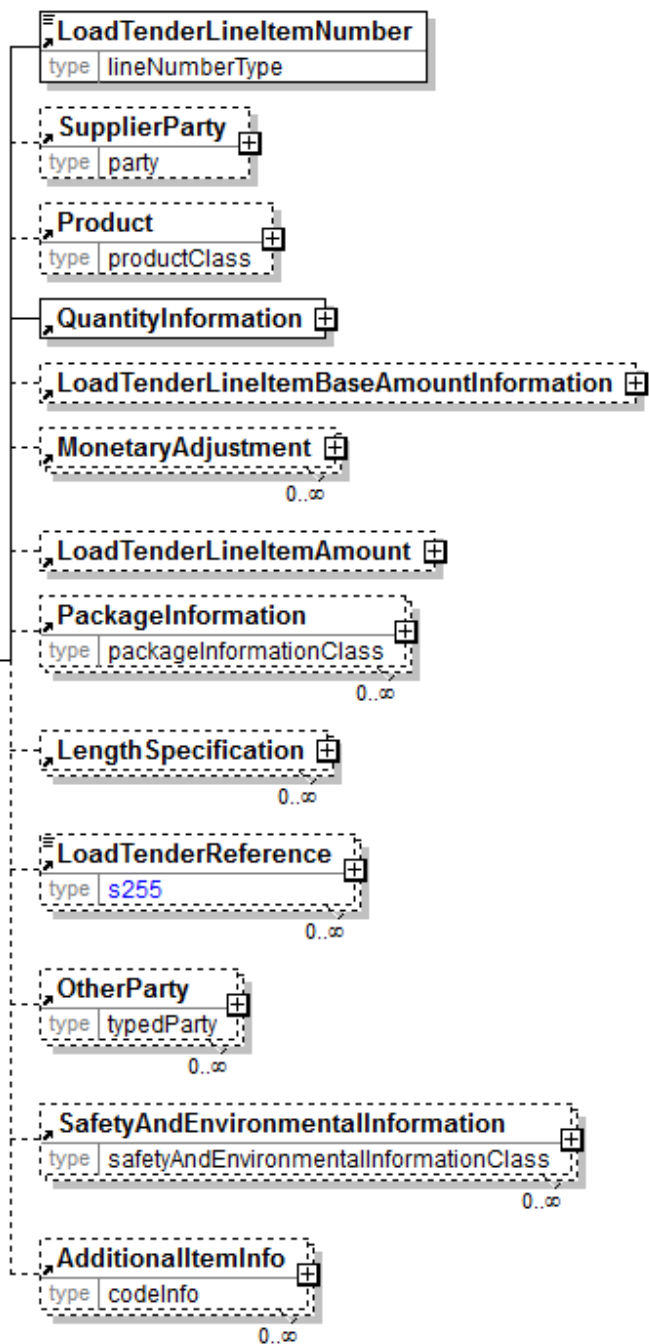 LoadTenderLineItemNumber
type lineNumberType
SupplierParty
type party
Product
type productClass
QuantityInformation
LoadTenderLineItemBaseAmountInformation
MonetaryAdjustment
0..∞
LoadTenderLineItemAmount
PackageInformation
type packageInformationClass
0..∞
LengthSpecification
0..∞
LoadTenderReference
type s255
0..∞
OtherParty
type typedParty
0..∞
SafetyAndEnvironmentalInformation
type safetyAndEnvironmentalInformationClass
0..∞
AdditionalItemInfo
type codeInfo
0..∞